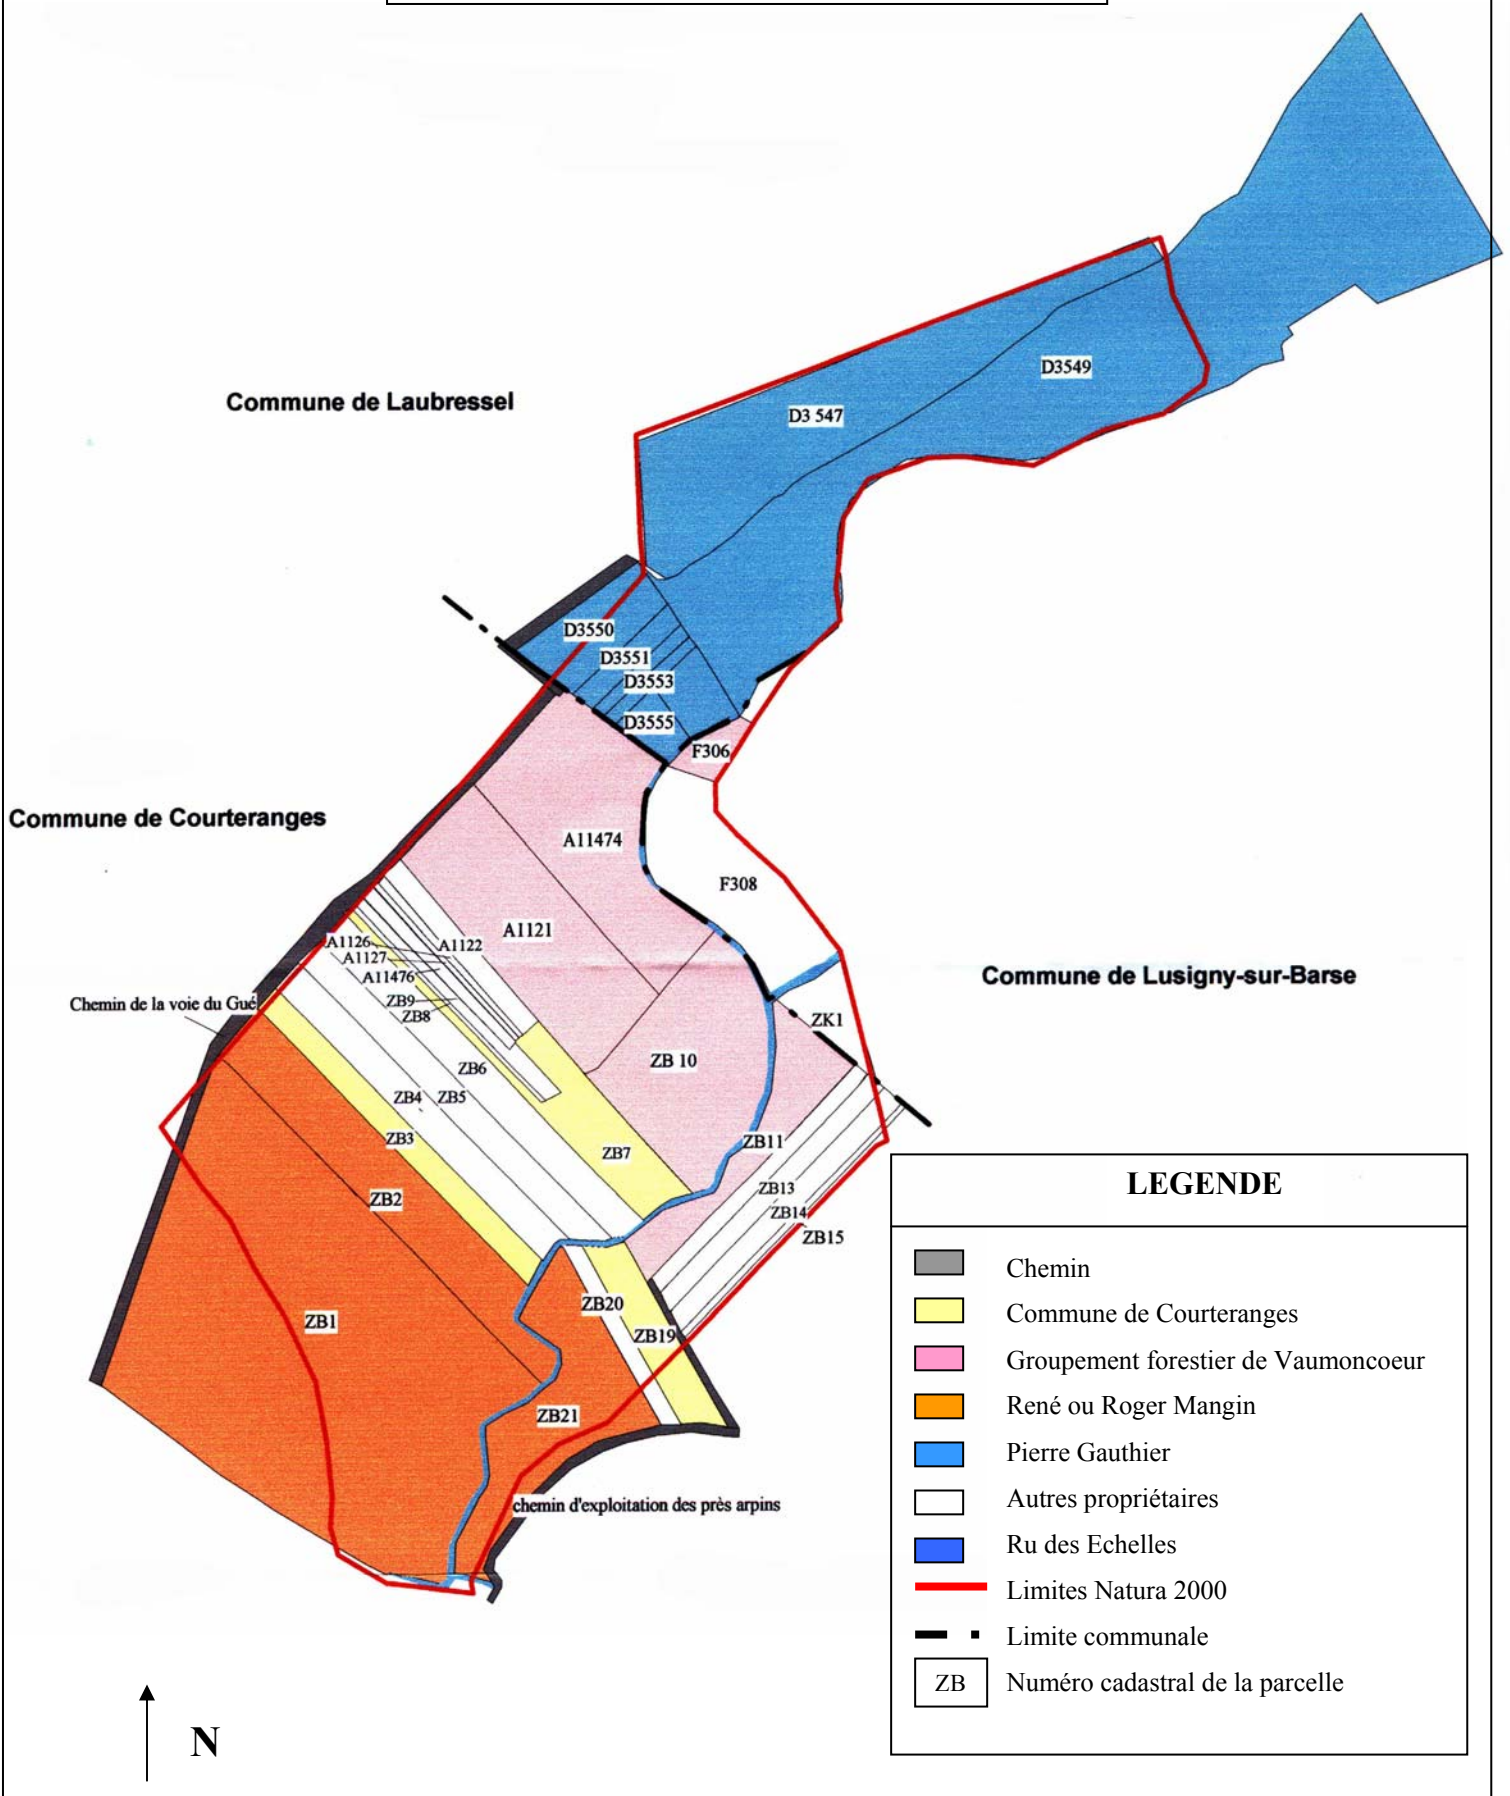 Commune de Laubressel
D3549
D3 547
D3550
D3551
D3553
D3555
F306
Commune de Courteranges
A11474
F308
A1121
A1126
A1122
A1127
A11476
Commune de Lusigny-sur-Barse
Chemin de la voie du Gué
ZB9
ZB8
ZK1
ZB 10
ZB6
ZB4
ZB5
ZB3
ZB11
ZB7
ZB2
ZB13
ZB14
ZB15
ZB20
ZB1
ZB19
ZB21
chemin d'exploitation des près arpins
LEGENDE
Chemin
Commune de Courteranges
Groupement forestier de Vaumoncoeur
René ou Roger Mangin
Pierre Gauthier
Autres propriétaires
Ru des Echelles
Limites Natura 2000
Limite communale
ZB Numéro cadastral de la parcelle
N